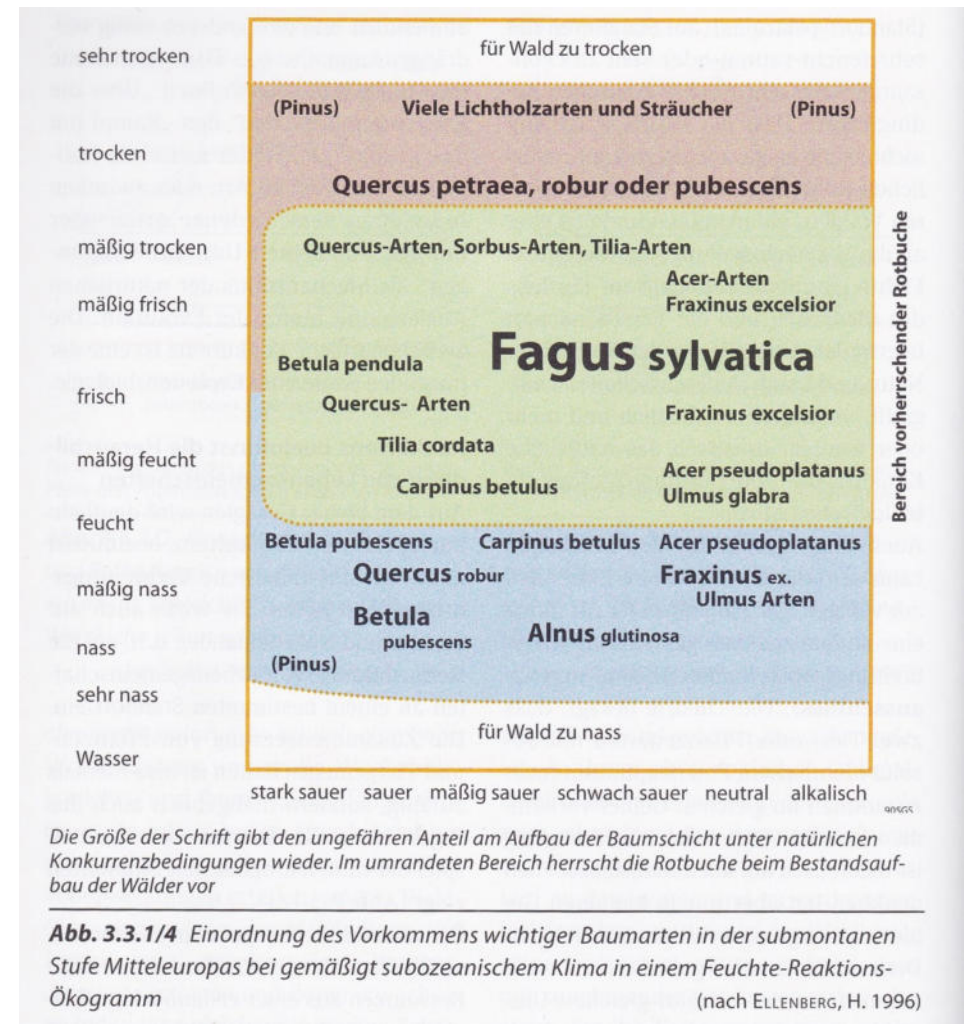 sehr trocken
für Wald zu trocken
(Pinus) Viele Lichtholzarten und Sträucher (Pinus)
trocken
Quercus petraea, robur oder pubescens
mäßig trocken
Quercus-Arten, Sorbus-Arten, Tilia-Arten
Acer-Arten
mäßig frisch
Fraxinus excelsior
Fagus sylvatica
Betula pendula
frisch
Quercus- Arten
Fraxinus excelsior
Tilia cordata
mäßig feucht
Acer pseudoplatanus
Carpinus betulus
Ulmus glabra
Bereich vorherrschender Rotbuche
feucht
Betula pubescens Carpinus betulus Acer pseudoplatanus
Quercus robur
Fraxinus ex.
mäßig nass
Ulmus Arten
Betula
pubescens
Alnus glutinosa
nass
(Pinus)
sehr nass
für Wald zu nass
Wasser
stark sauer sauer mäßig sauer schwach sauer neutral alkalisch
Die Größe der Schrift gibt den ungefähren Anteil am Aufbau der Baumschicht unter natürlichen
Konkurrenzbedingungen wieder. Im umrandeten Bereich herrscht die Rotbuche beim Bestandsauf-
bau der Wälder vor
Abb. 3.3.1/4 Einordnung des Vorkommens wichtiger Baumarten in der submontanen
Stufe Mitteleuropas bei gemäßigt subozeanischem Klima in einem Feuchte-Reaktions-
Ökogramm (nach ELLENBERG, H. 1996)